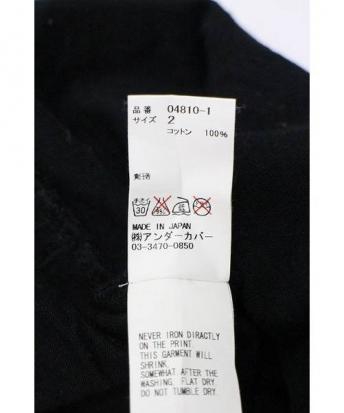 品番 04810-1
サイズ 2
コットン 100%
MADE IN JAPAN
㈱アンダーカバー
03-3470-0850
NEVER IRON DIRACTLY
ON THE PRINT.
THIS GARMENT WILL
SHRINK
SOMEWHAT AFTER THE
WASHING. FLAT DRY.
DO NOT TUMBLE DRY.